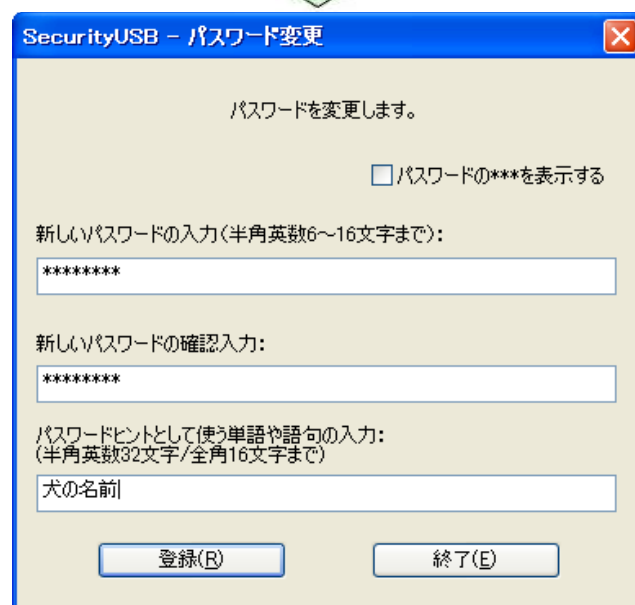 SecurityUSB - パスワード変更
パスワードを変更します。
パスワードの***を表示する
新しいパスワードの入力(半角英数6～16文字まで):
********
新しいパスワードの確認入力:
********
パスワードヒントとして使う単語や語句の入力:
(半角英数32文字/全角16文字まで)
犬の名前
登録(R) 終了(E)